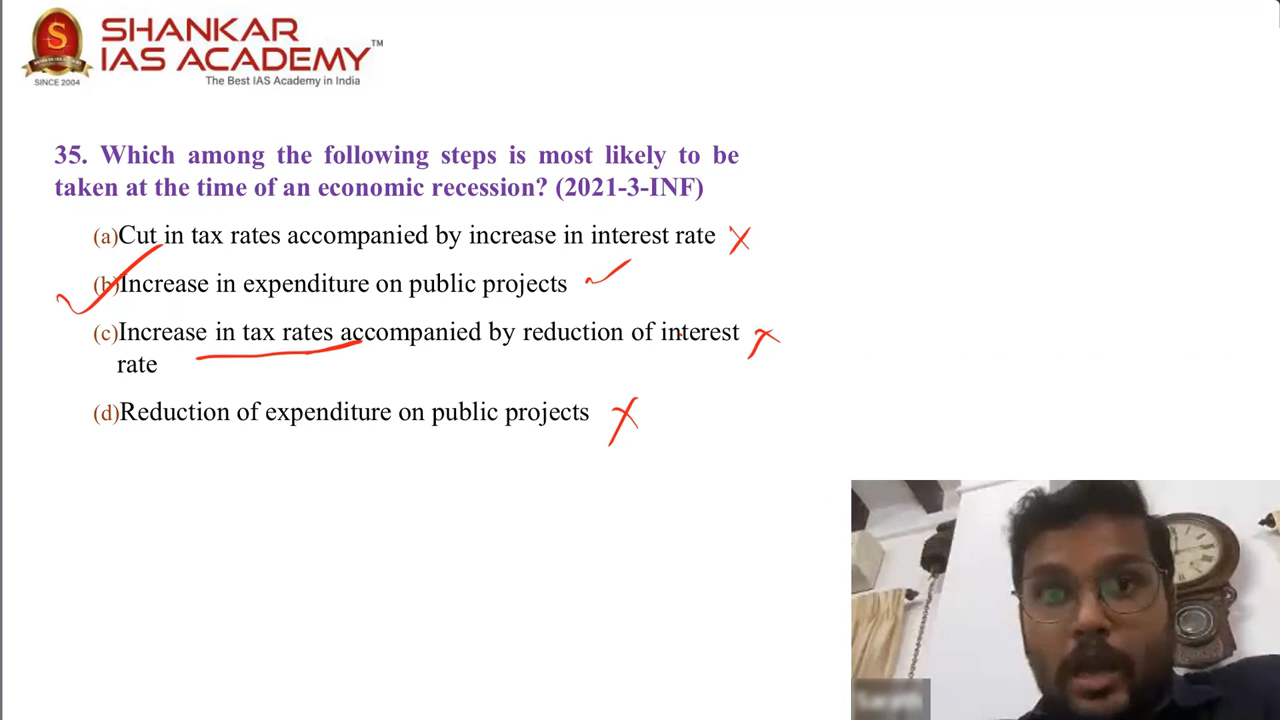 SHANKAR
IAS ACADEMY™
The Best IAS Academy in India
SINCE 2004
35. Which among the following steps is most likely to be
taken at the time of an economic recession? (2021-3-INF)
(a)Cut in tax rates accompanied by increase in interest rate
(b)Increase in expenditure on public projects
(c)Increase in tax rates accompanied by reduction of interest
rate
(d)Reduction of expenditure on public projects